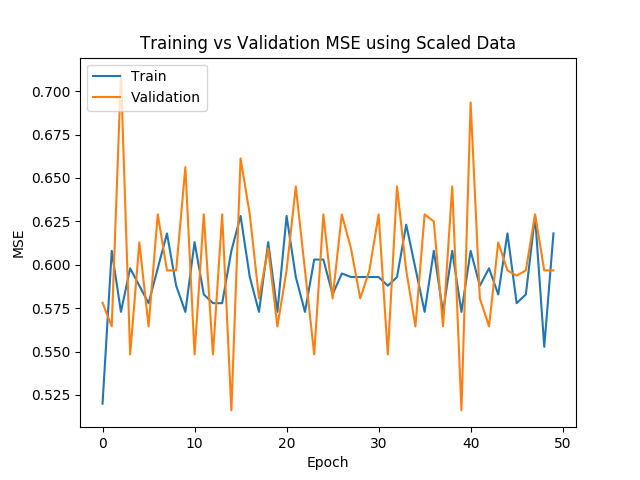 Training vs Validation MSE using Scaled Data
Train
Validation
0.700
0.675
0.650
0.625
0.600
0.575
0.550
0.525
MSE
0 10 20 30 40 50
Epoch